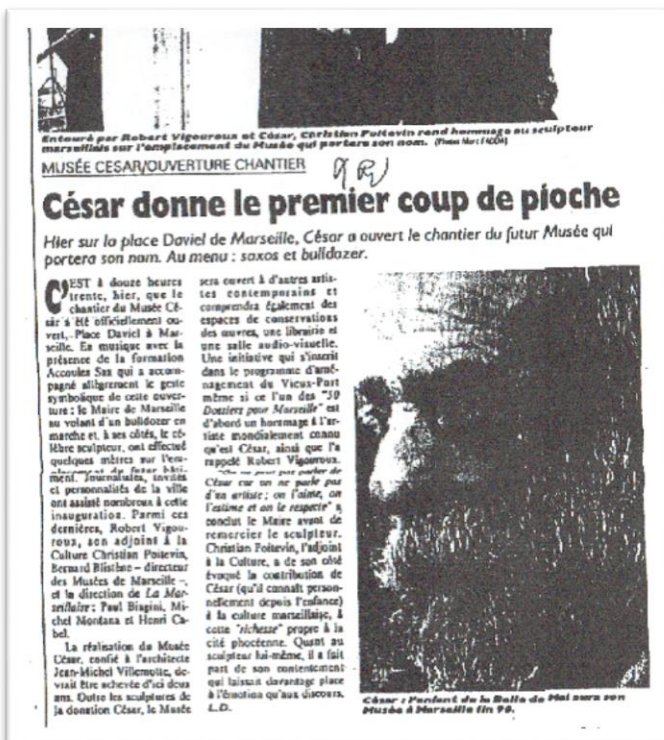 Entouré par Robert Vigouroux et César, Christian Poitevin rend hommage au sculpteur
marseillais sur l'emplacement du Musée qui portera son nom.
MUSÉE CESAR/OUVERTURE CHANTIER
César donne le premier coup de pioche
Hier sur la place Daviel de Marseille, César a ouvert le chantier du futur Musée qui
portera son nom. Au menu : saxos et bulldozer.
C'EST à douze heures
trente, hier, que le
chantier du Musée Cé-
sar a été officiellement ou-
vert, Place Daviel à Mar-
seille. En musique avec la
présence de la formation
Accoules Sax qui a accom-
pagné allègrement le geste
symbolique de cette ouver-
ture : le Maire de Marseille
au volant d'un bulldozer en
marche et, à ses côtés, le cé-
lèbre sculpteur, ont effectué
quelques mètres sur l'em-
placement du futur bâti-
ment. Journalistes, invités
et personnalités de la ville
ont assisté nombreux à cette
inauguration. Parmi ces
dernières, Robert Vigou-
roux, son adjoint à la
Culture Christian Poitevin,
Bernard Blistène – directeur
des Musées de Marseille –,
et la direction de La Mar-
seillaise : Paul Biagini, Mi-
chel Montana et Henri Ca-
bel.
La réalisation du Musée
César, confié à l'architecte
Jean-Michel Villemotte, de-
vrait être achevée d'ici deux
ans. Outre les sculptures de
la donation César, le Musée
sera ouvert à d'autres artis-
tes contemporains et
comprendra également des
espaces de conservations
des œuvres, une librairie et
une salle audio-visuelle.
Une initiative qui s'inscrit
dans le programme d'amé-
nagement du Vieux-Port
même si ce l'un des "50
Dossiers pour Marseille" est
d'abord un hommage à l'ar-
tiste mondialement connu
qu'est César, ainsi que l'a
rappelé Robert Vigouroux.
"On ne peut pas parler de
César car on ne parle pas
d'un artiste ; on l'aime, on
l'estime et on le respecte" a
conclut le Maire avant de
remercier le sculpteur.
Christian Poitevin, l'adjoint
à la Culture, a de son côté
évoqué la contribution de
César (qu'il connaît person-
nellement depuis l'enfance)
à la culture marseillaise, à
cette "richesse" propre à la
cité phocéenne. Quant au
sculpteur lui-même, il a fait
part de son contentement
qui laissait davantage place
à l'émotion qu'aux discours.
L.D.
César : l'enfant de la Belle de Mai aura son
Musée à Marseille fin 90.